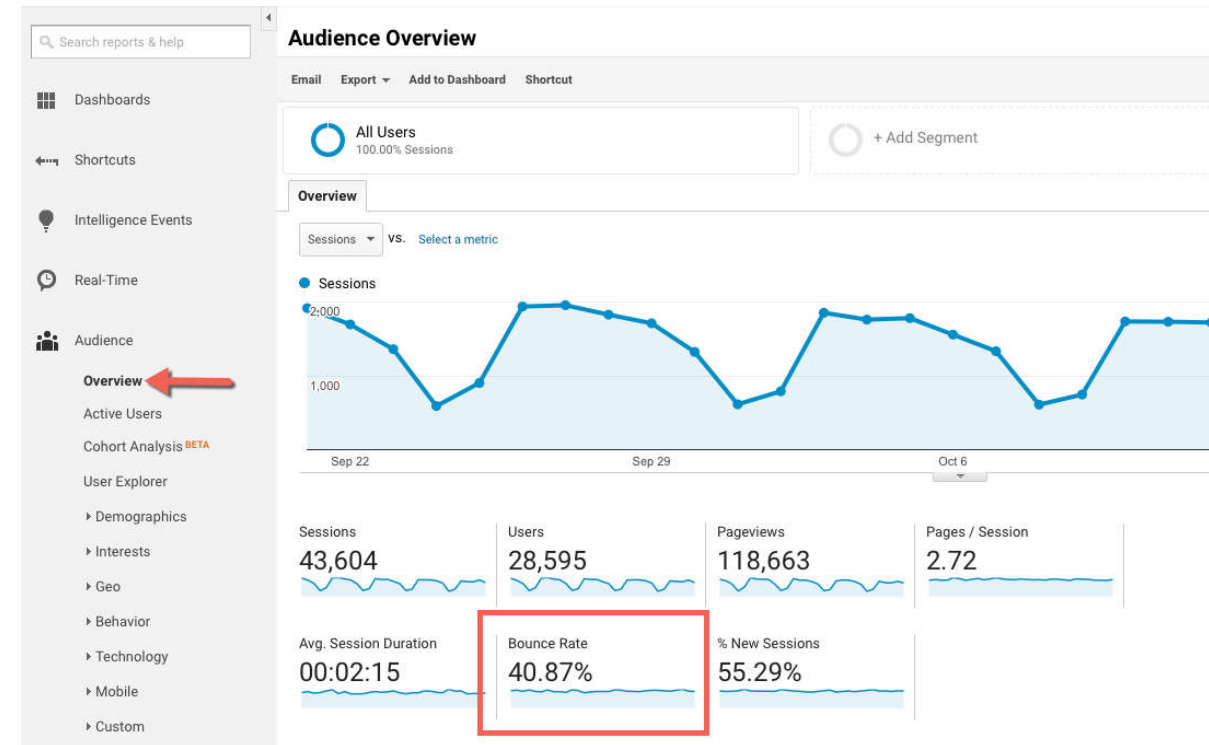 Search reports & help
Dashboards
Shortcuts
Intelligence Events
Real-Time
Audience
Overview
Active Users
Cohort Analysis BETA
User Explorer
Demographics
Interests
Geo
Behavior
Technology
Mobile
Custom
Audience Overview
Email Export Add to Dashboard Shortcut
All Users
100.00% Sessions
+ Add Segment
Overview
Sessions VS. Select a metric
Sessions
2,000
1,000
Sep 22 Sep 29 Oct 6
Sessions
43,604
Users
28,595
Pageviews
118,663
Pages / Session
2.72
Avg. Session Duration
00:02:15
Bounce Rate
40.87%
% New Sessions
55.29%